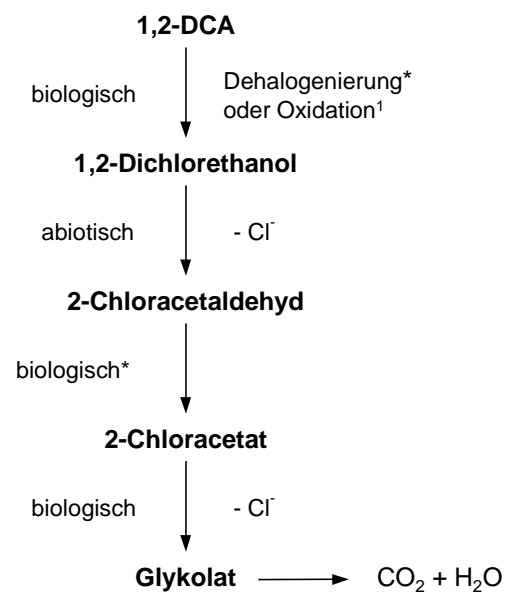 1,2-DCA
biologisch
Dehalogenierung*
oder Oxidation¹
1,2-Dichlorethanol
abiotisch
- Cl⁻
2-Chloracetaldehyd
biologisch*
2-Chloracetat
biologisch
- Cl⁻
Glykolat
CO₂ + H₂O